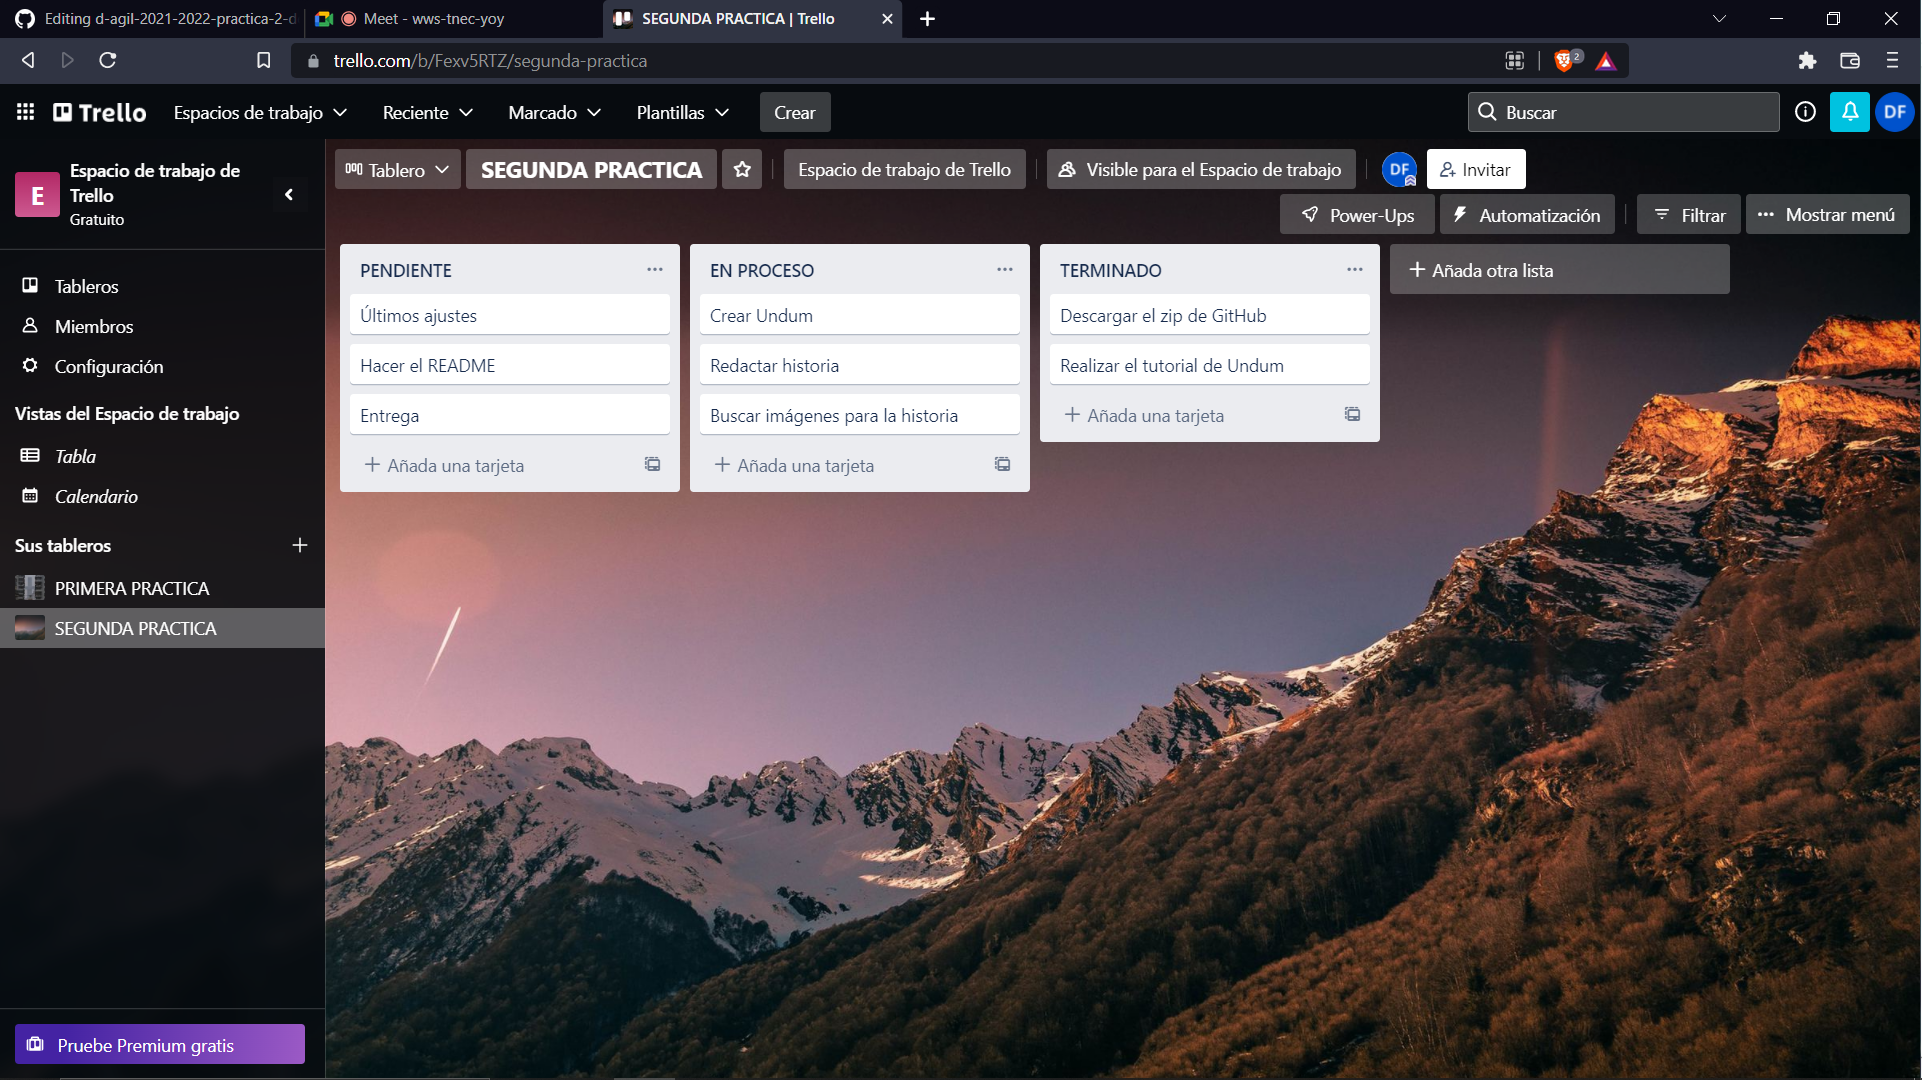 Editing d-agil-2021-2022-practica-2-d
Meet - wws-tnec-yoy
SEGUNDA PRACTICA | Trello
trello.com/b/Fexv5RTZ/segunda-practica
2
Trello
Espacios de trabajo
Reciente
Marcado
Plantillas
Crear
Buscar
DF
E
Espacio de trabajo de
Trello
Gratuito
Tablero
SEGUNDA PRACTICA
Espacio de trabajo de Trello
Visible para el Espacio de trabajo
DF
Invitar
Power-Ups
Automatización
Filtrar
Mostrar menú
Tableros
Miembros
Configuración
Vistas del Espacio de trabajo
Tabla
Calendario
Sus tableros
PRIMERA PRACTICA
SEGUNDA PRACTICA
Pruebe Premium gratis
PENDIENTE
Últimos ajustes
Hacer el README
Entrega
Añada una tarjeta
EN PROCESO
Crear Undum
Redactar historia
Buscar imágenes para la historia
Añada una tarjeta
TERMINADO
Descargar el zip de GitHub
Realizar el tutorial de Undum
Añada una tarjeta
Añada otra lista